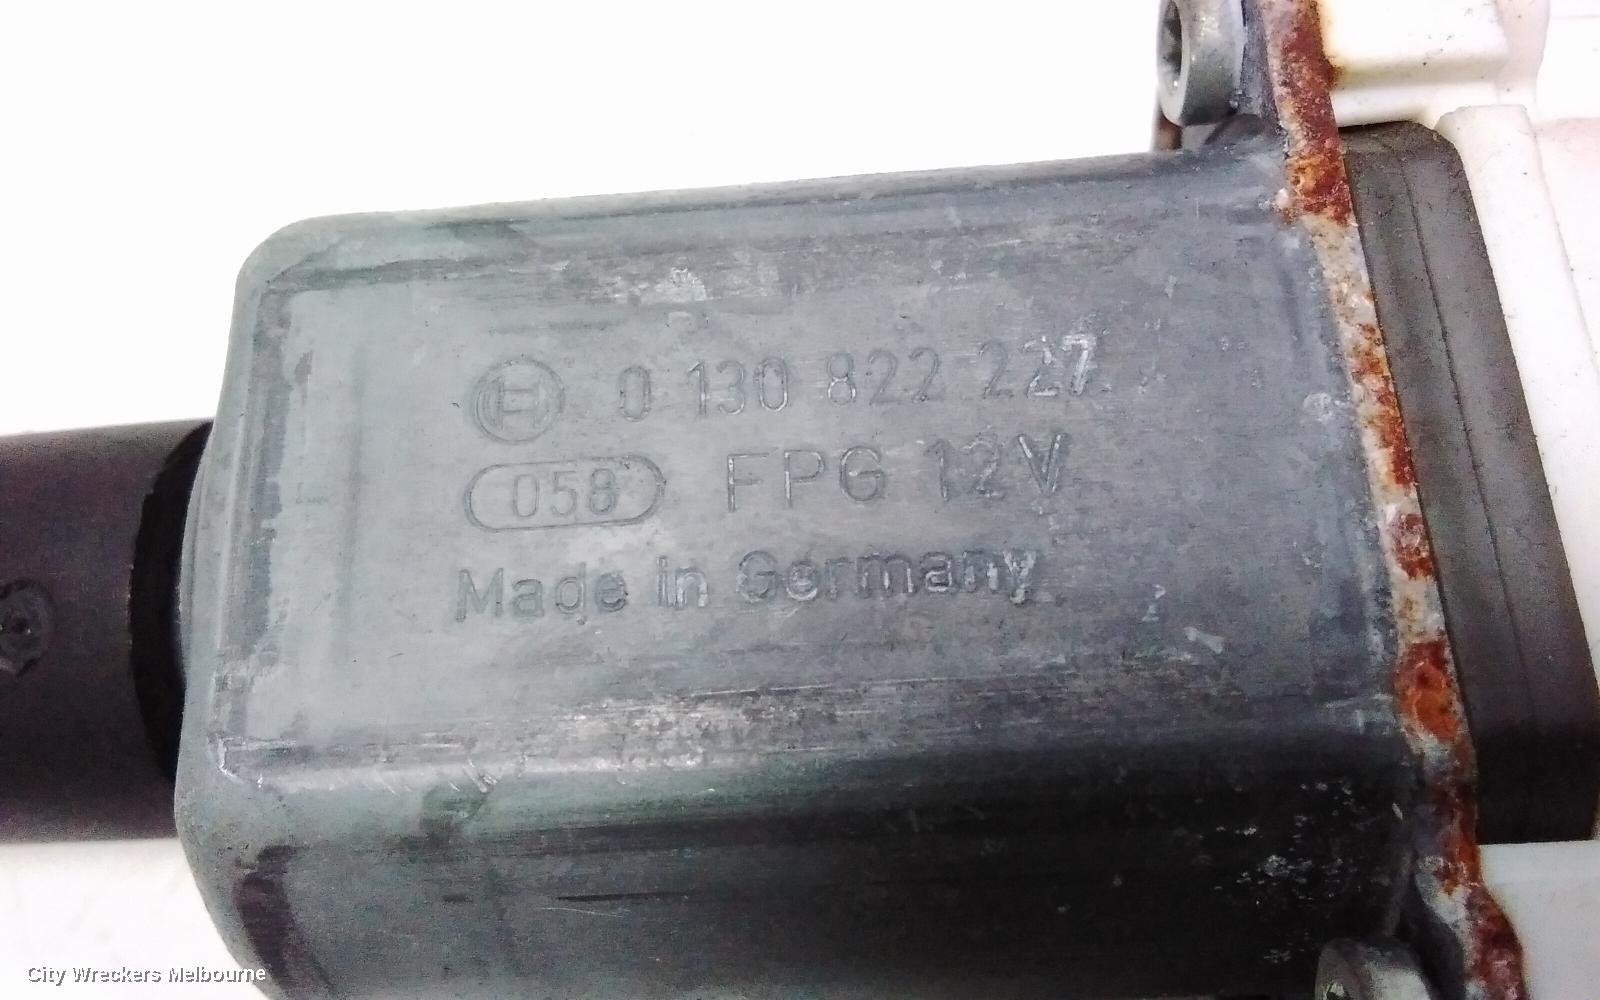 0 130 822 227
058 FPG 12V
Made in Germany
City Wreckers Melbourne